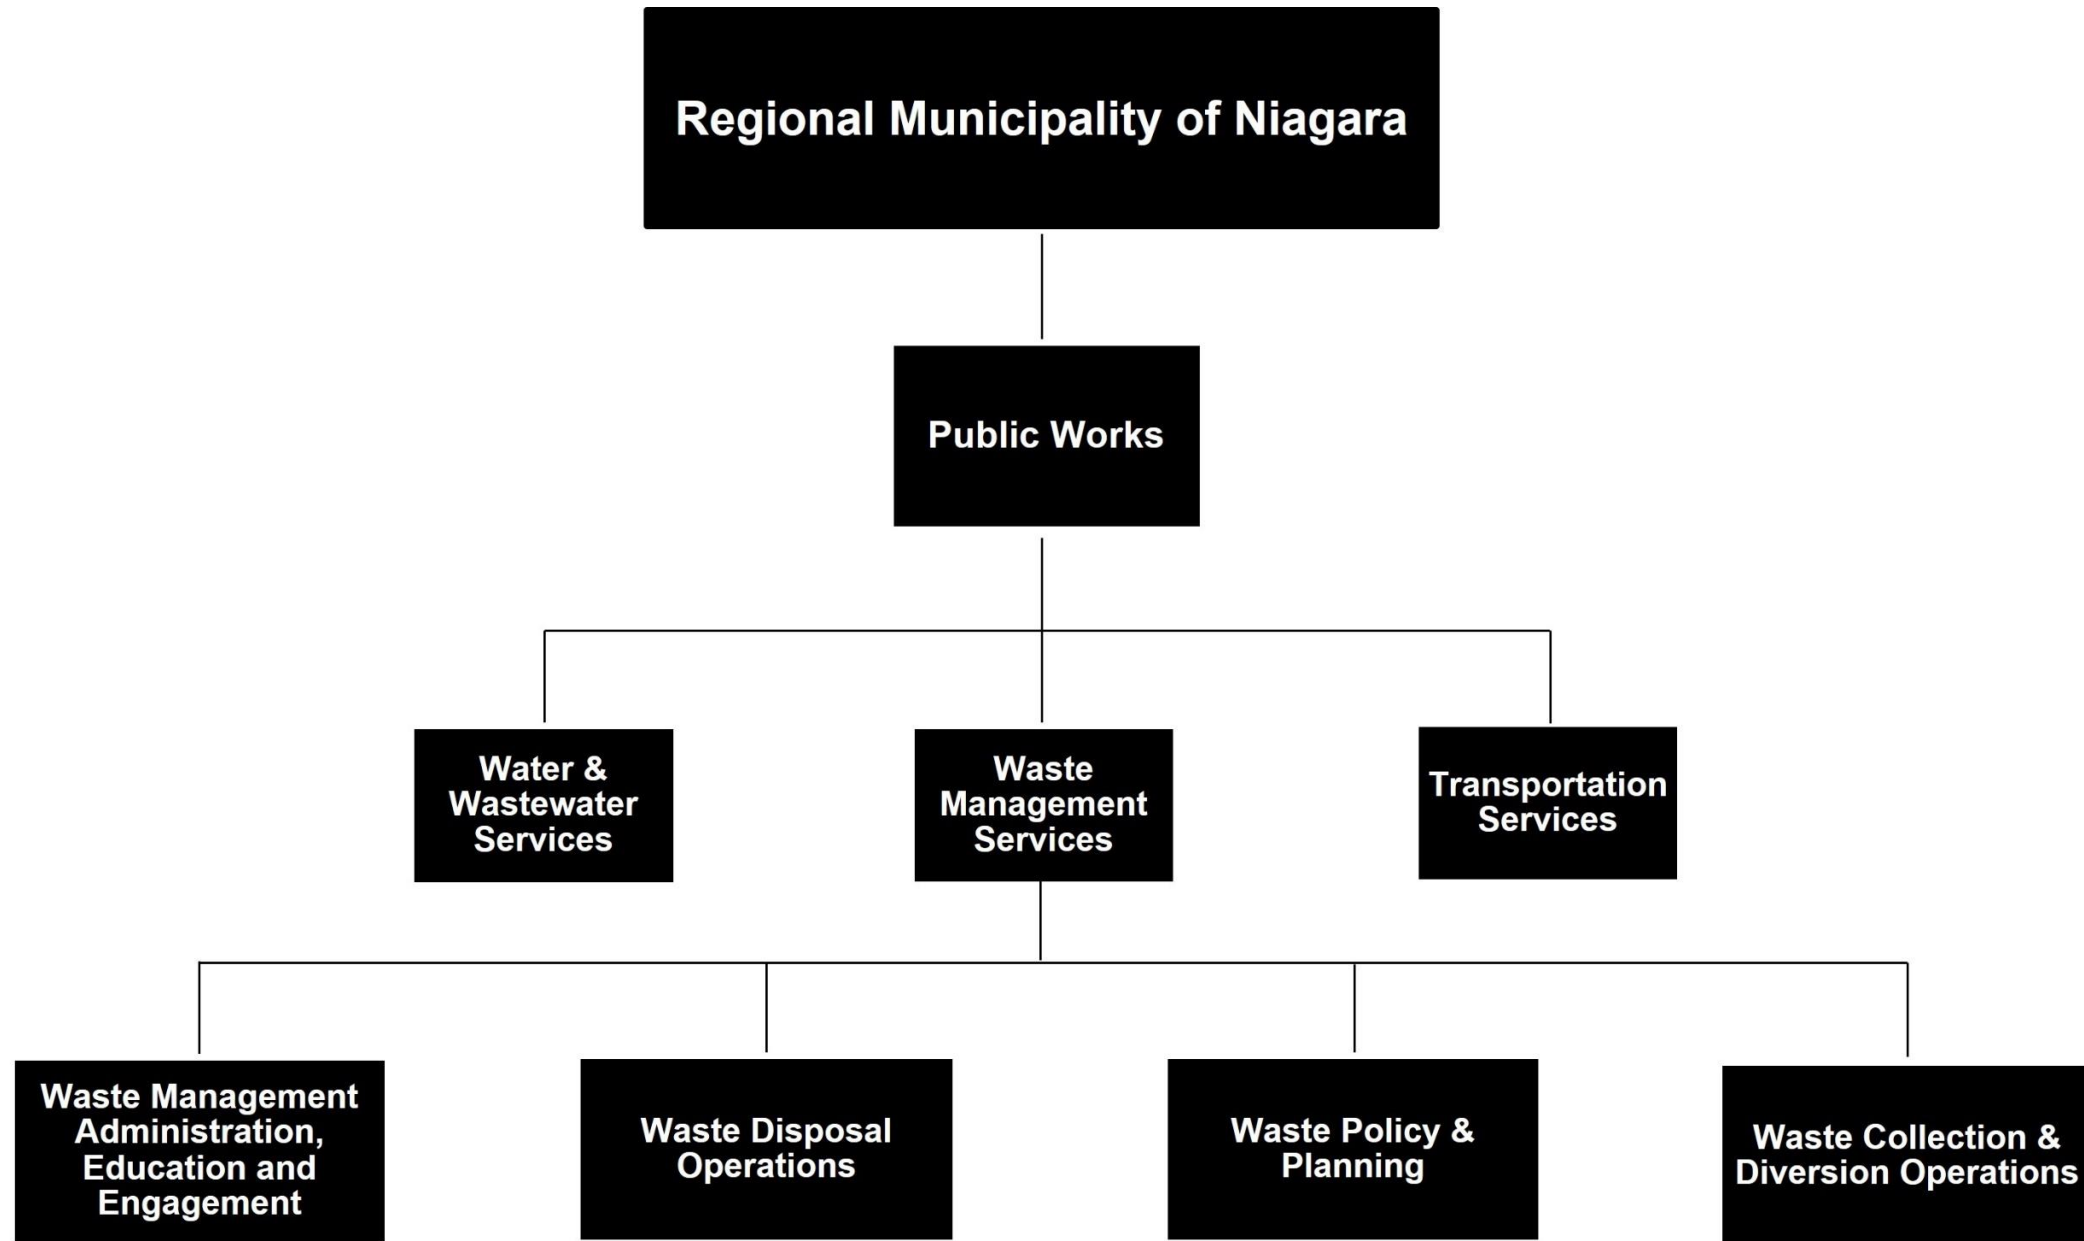 Regional Municipality of Niagara
Public Works
Water &
Wastewater
Services
Waste
Management
Services
Transportation
Services
Waste Management
Administration,
Education and
Engagement
Waste Disposal
Operations
Waste Policy &
Planning
Waste Collection &
Diversion Operations